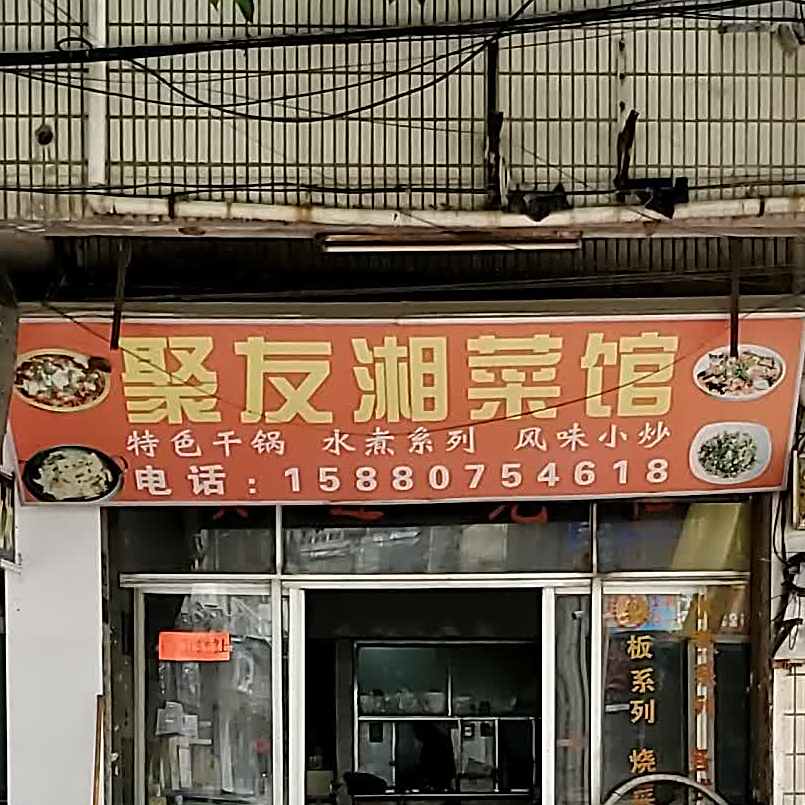 聚友湘菜馆
特色干锅 水煮系列 风味小炒
电话：15880754618
板系列 烧